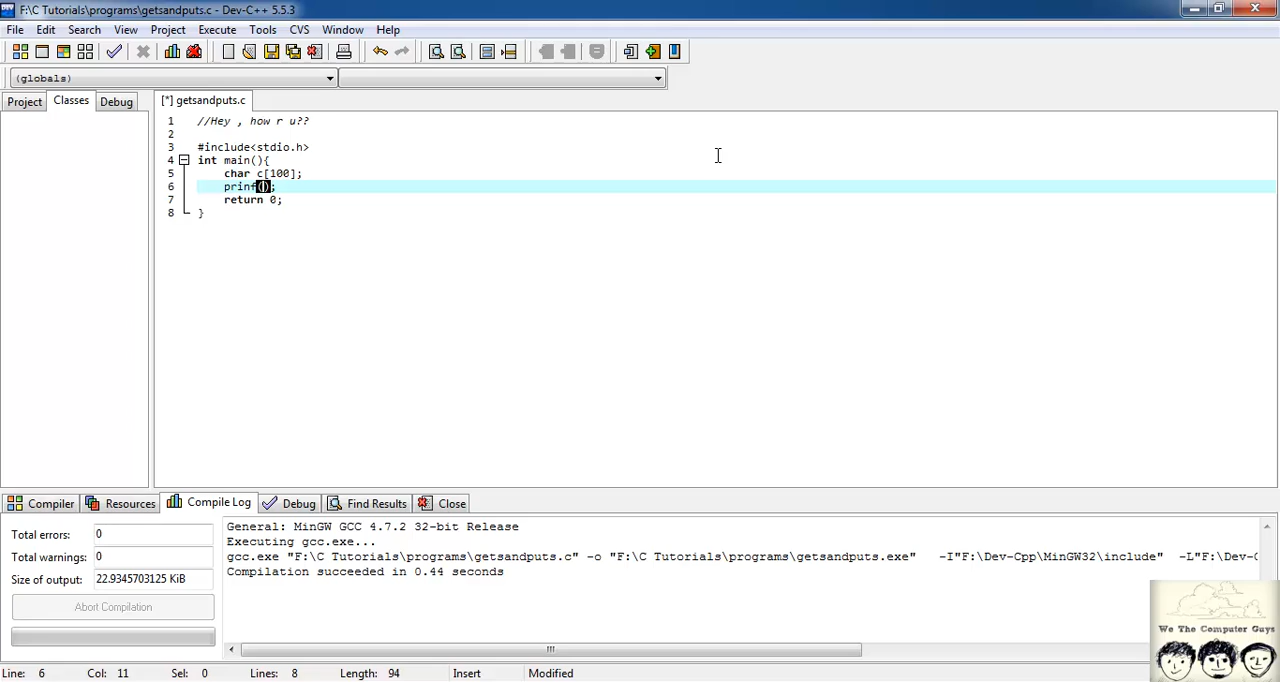 F:\C Tutorials\programs\getsandputs.c - Dev-C++ 5.5.3
File Edit Search View Project Execute Tools CVS Window Help
(globals)
Project Classes Debug [*] getsandputs.c
1 //Hey , how r u??
2
3 #include<stdio.h>
4 int main(){
5 char c[100];
6 prinf();
7 return 0;
8 }
Compiler Resources Compile Log Debug Find Results Close
Total errors: 0
Total warnings: 0
Size of output: 22.9345703125 KiB
Abort Compilation
General: MinGW GCC 4.7.2 32-bit Release
Executing gcc.exe...
gcc.exe "F:\C Tutorials\programs\getsandputs.c" -o "F:\C Tutorials\programs\getsandputs.exe" -I"F:\Dev-Cpp\MinGW32\include" -L"F:\Dev-C
Compilation succeeded in 0.44 seconds
We The Computer Guys
Line: 6 Col: 11 Sel: 0 Lines: 8 Length: 94 Insert Modified